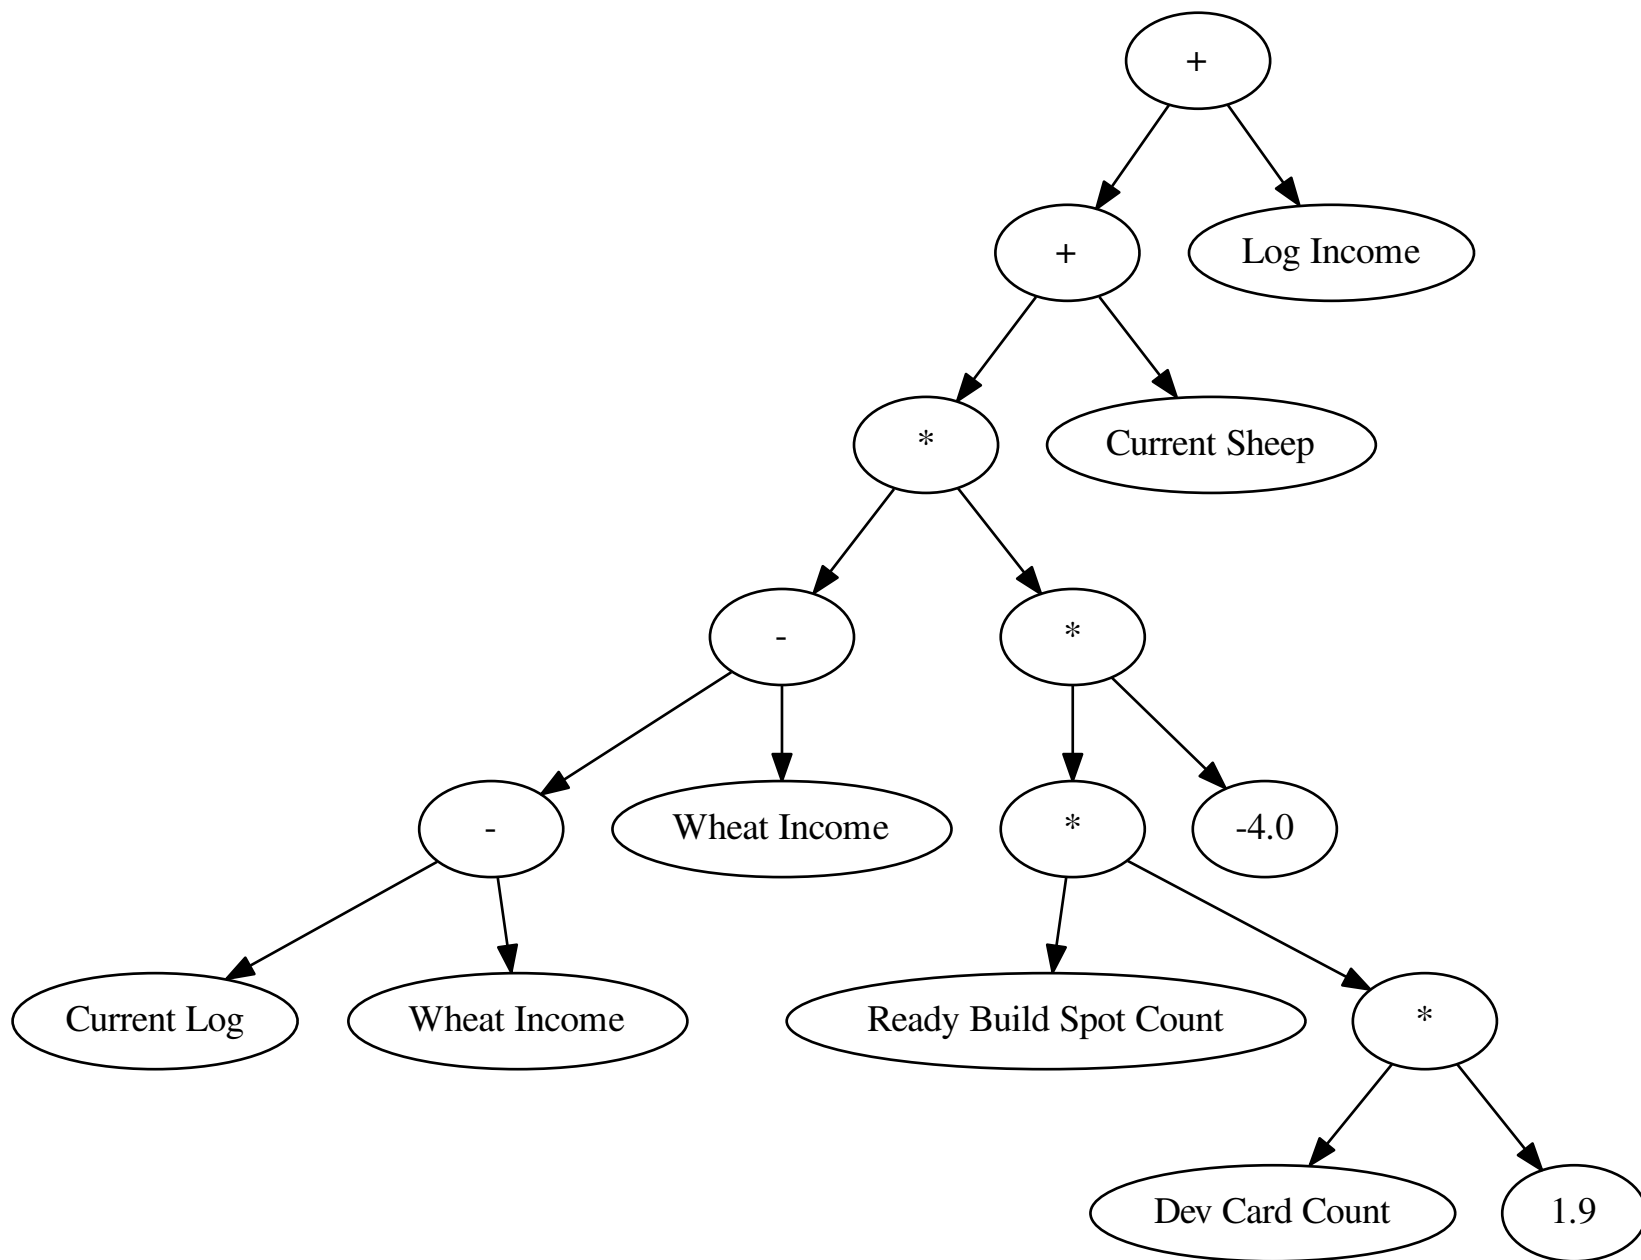 +
+
Log Income
*
Current Sheep
-
*
-
Wheat Income
*
-4.0
Current Log
Wheat Income
Ready Build Spot Count
*
Dev Card Count
1.9